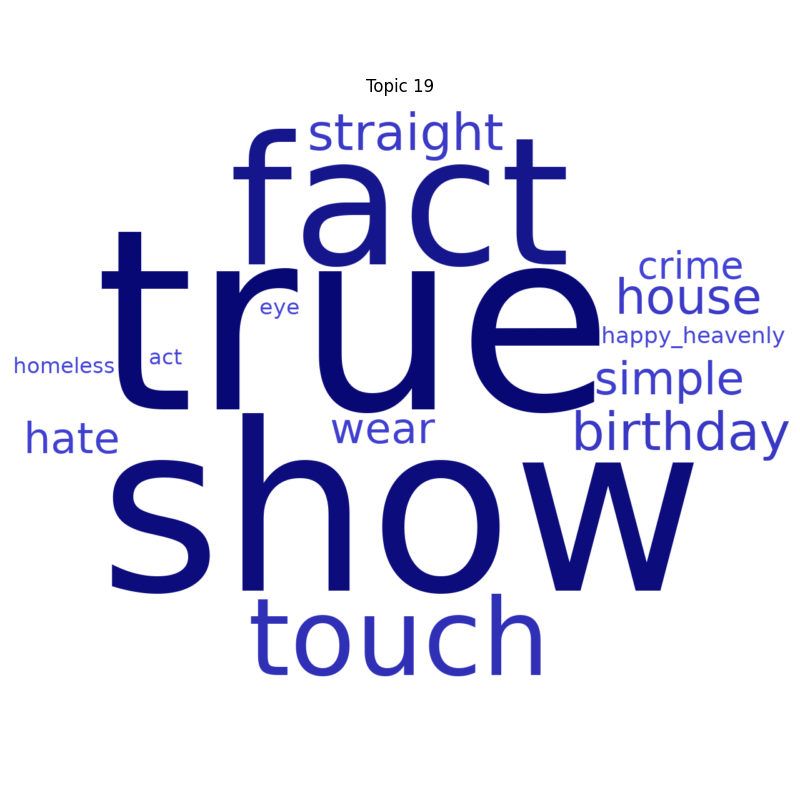 Topic 19
straight
fact
crime
house
true
eye
happy_heavenly
act
homeless
simple
hate
wear
birthday
show
touch